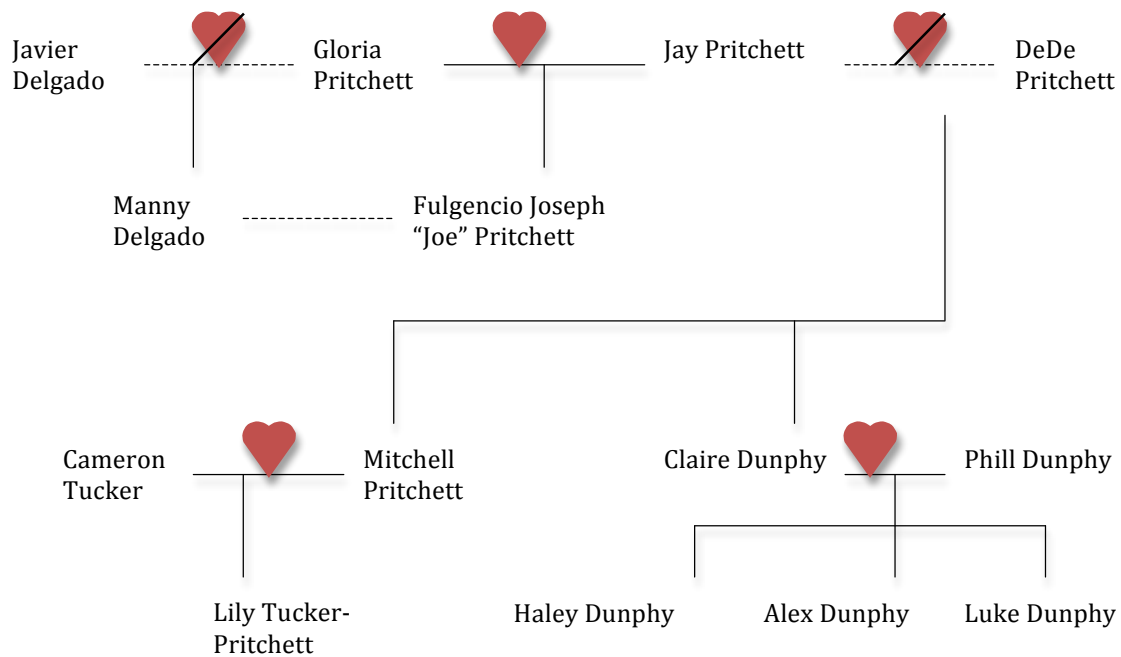 Javier
Delgado
Gloria
Pritchett
Jay Pritchett
DeDe
Pritchett
Manny
Delgado
Fulgencio Joseph
“Joe” Pritchett
Cameron
Tucker
Mitchell
Pritchett
Claire Dunphy
Phill Dunphy
Lily Tucker-
Pritchett
Haley Dunphy
Alex Dunphy
Luke Dunphy